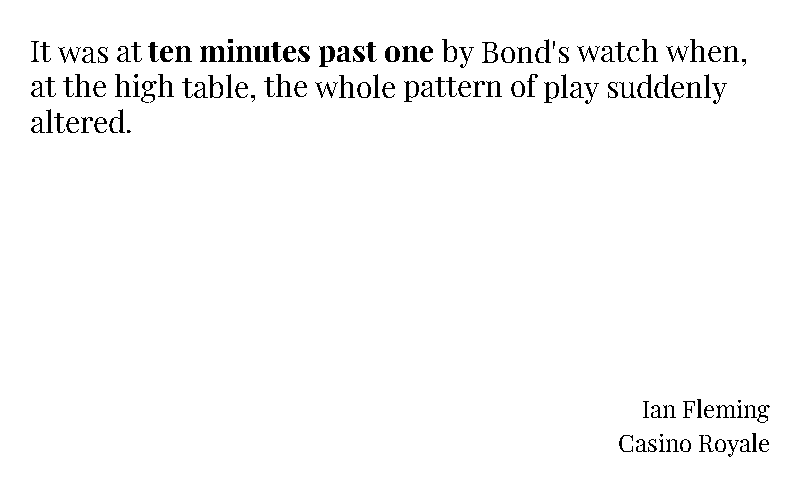 It was at ten minutes past one by Bond's watch when,
at the high table, the whole pattern of play suddenly
altered.
Ian Fleming
Casino Royale